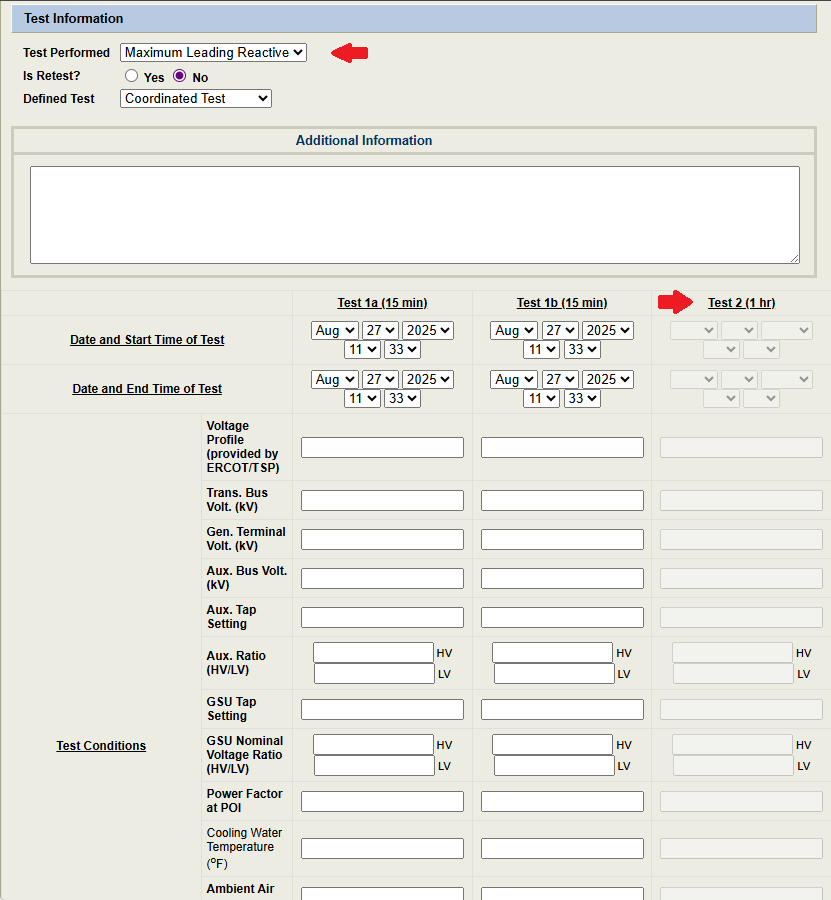 Test Information
Test Performed Maximum Leading Reactive
Is Retest? Yes No
Defined Test Coordinated Test
Additional Information
Test 1a (15 min) Test 1b (15 min) Test 2 (1 hr)
Date and Start Time of Test Aug 27 2025 Aug 27 2025
11 33 11 33
Date and End Time of Test Aug 27 2025 Aug 27 2025
11 33 11 33
Voltage
Profile
(provided by
ERCOT/TSP)
Trans. Bus
Volt. (kV)
Gen. Terminal
Volt. (kV)
Aux. Bus Volt.
(kV)
Aux. Tap
Setting
Aux. Ratio
(HV/LV)
HV HV HV
LV LV LV
GSU Tap
Setting
Test Conditions
GSU Nominal
Voltage Ratio
(HV/LV)
HV HV HV
LV LV LV
Power Factor
at POI
Cooling Water
Temperature
(ºF)
Ambient Air